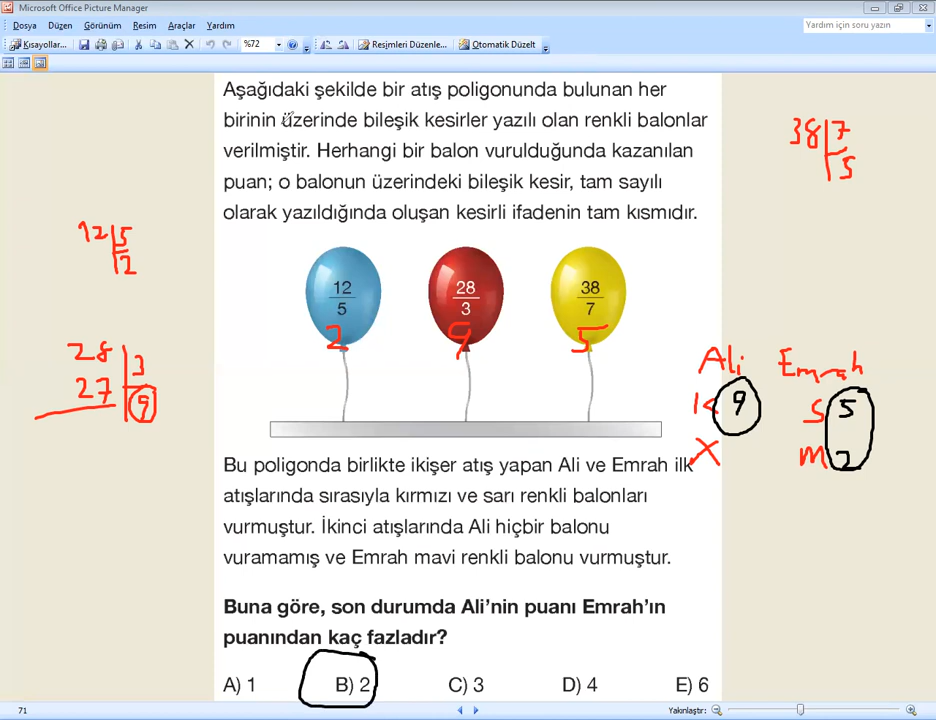 Microsoft Office Picture Manager
Dosya Düzen Görünüm Resim Araçlar Yardım
Yardım için soru yazın
Kısayollar... %72 Resimleri Düzenle... Otomatik Düzelt
Aşağıdaki şekilde bir atış poligonunda bulunan her
birinin üzerinde bileşik kesirler yazılı olan renkli balonlar
verilmiştir. Herhangi bir balon vurulduğunda kazanılan
puan; o balonun üzerindeki bileşik kesir, tam sayılı
olarak yazıldığında oluşan kesirli ifadenin tam kısmıdır.
38 7
5
12 5
2
12 28 38
5 3 7
2 9 5
28 3
27 9
Ali Emrah
K 9 S 5
X M 2
Bu poligonda birlikte ikişer atış yapan Ali ve Emrah ilk
atışlarında sırasıyla kırmızı ve sarı renkli balonları
vurmuştur. İkinci atışlarında Ali hiçbir balonu
vuramamış ve Emrah mavi renkli balonu vurmuştur.
Buna göre, son durumda Ali'nin puanı Emrah'ın
puanından kaç fazladır?
A) 1 B) 2 C) 3 D) 4 E) 6
71 Yakınlaştır: